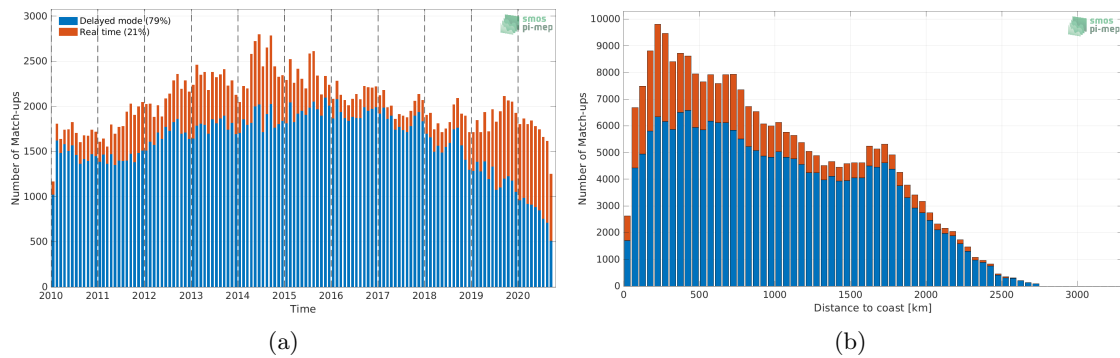 Delayed mode (79%)
Real time (21%)
smos
pi-mep
3000
2500
2000
1500
1000
500
0
Number of Match-ups
2010 2011 2012 2013 2014 2015 2016 2017 2018 2019 2020
Time
(a)
smos
pi-mep
10000
9000
8000
7000
6000
5000
4000
3000
2000
1000
0
Number of Match-ups
0 500 1000 1500 2000 2500 3000
Distance to coast [km]
(b)